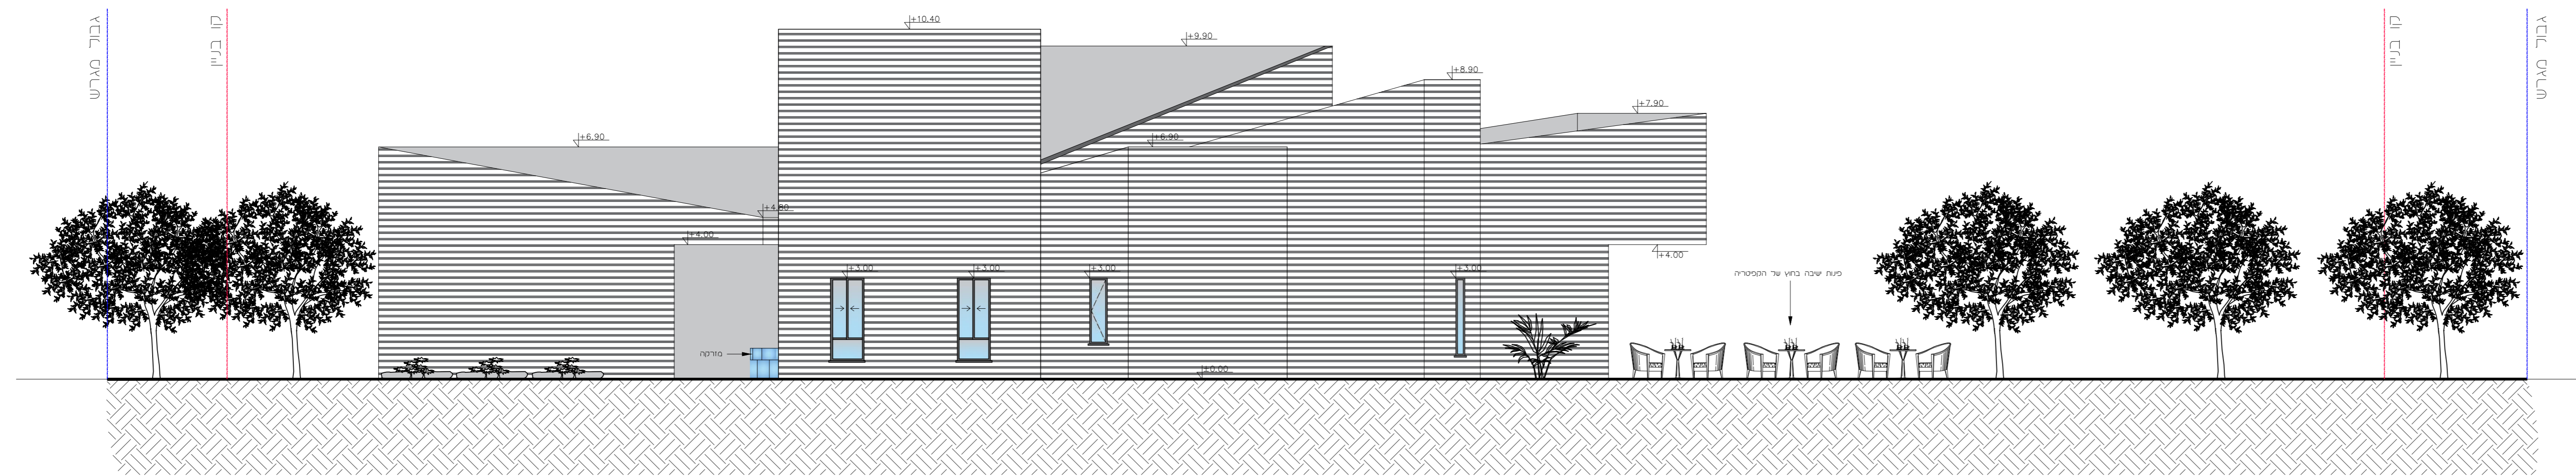 גבול מגרש
קו בניין
+10.40
+9.90
+8.90
+7.90
+6.90
+6.90
+4.80
+4.00
+4.00
+3.00
+3.00
+3.00
+3.00
פינות ישיבה בחוץ של הקפיטריה
מזרקה
±0.00
קו בניין
גבול מגרש